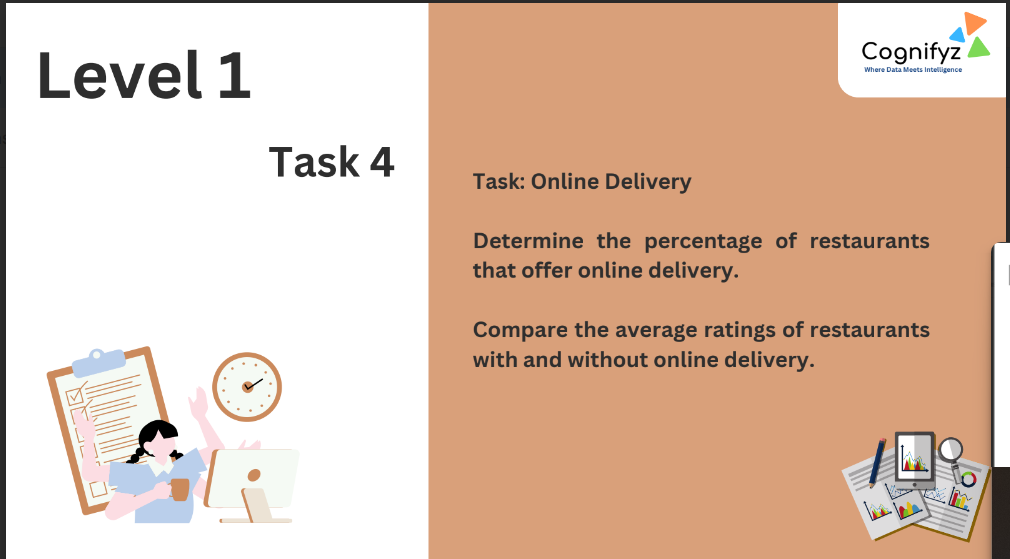 Level 1
Task 4
Cognifyz
Where Data Meets Intelligence
Task: Online Delivery
Determine the percentage of restaurants
that offer online delivery.
Compare the average ratings of restaurants
with and without online delivery.